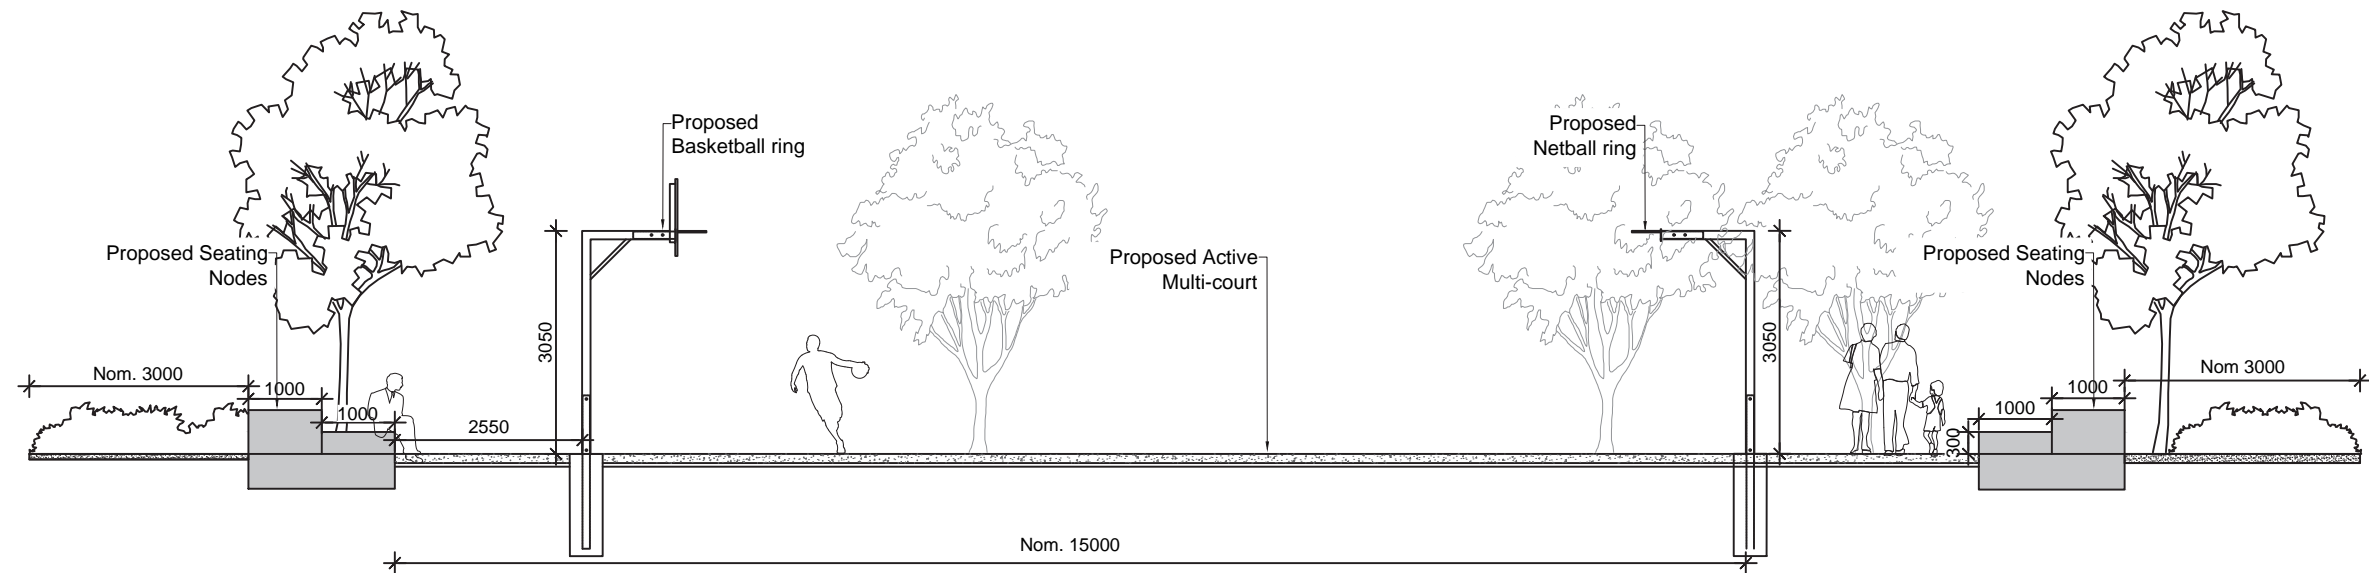 Proposed
Basketball ring
Proposed
Netball ring
Proposed Seating
Nodes
Proposed Active
Multi-court
Proposed Seating
Nodes
3050
3050
Nom. 3000
1000
1000
2550
Nom 3000
1000
1000
300
Nom. 15000